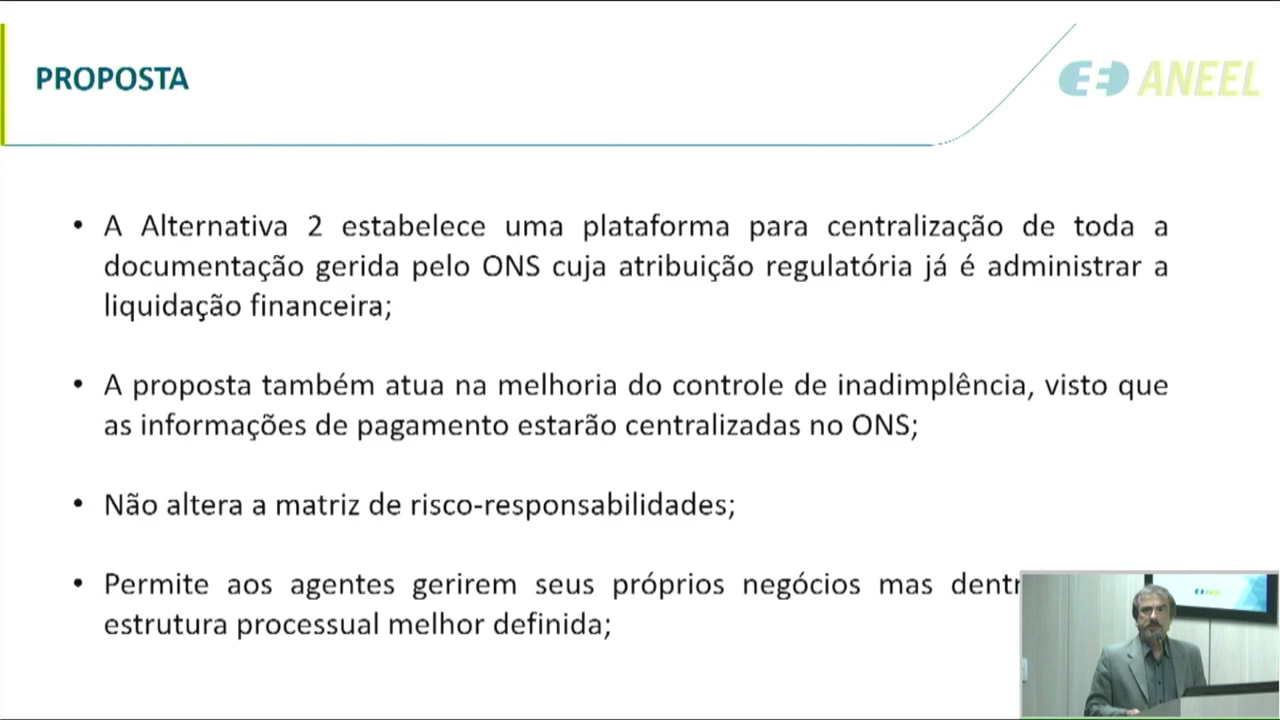 PROPOSTA
ANEEL
• A Alternativa 2 estabelece uma plataforma para centralização de toda a
documentação gerida pelo ONS cuja atribuição regulatória já é administrar a
liquidação financeira;
• A proposta também atua na melhoria do controle de inadimplência, visto que
as informações de pagamento estarão centralizadas no ONS;
• Não altera a matriz de risco-responsabilidades;
• Permite aos agentes gerirem seus próprios negócios mas
estrutura processual melhor definida;